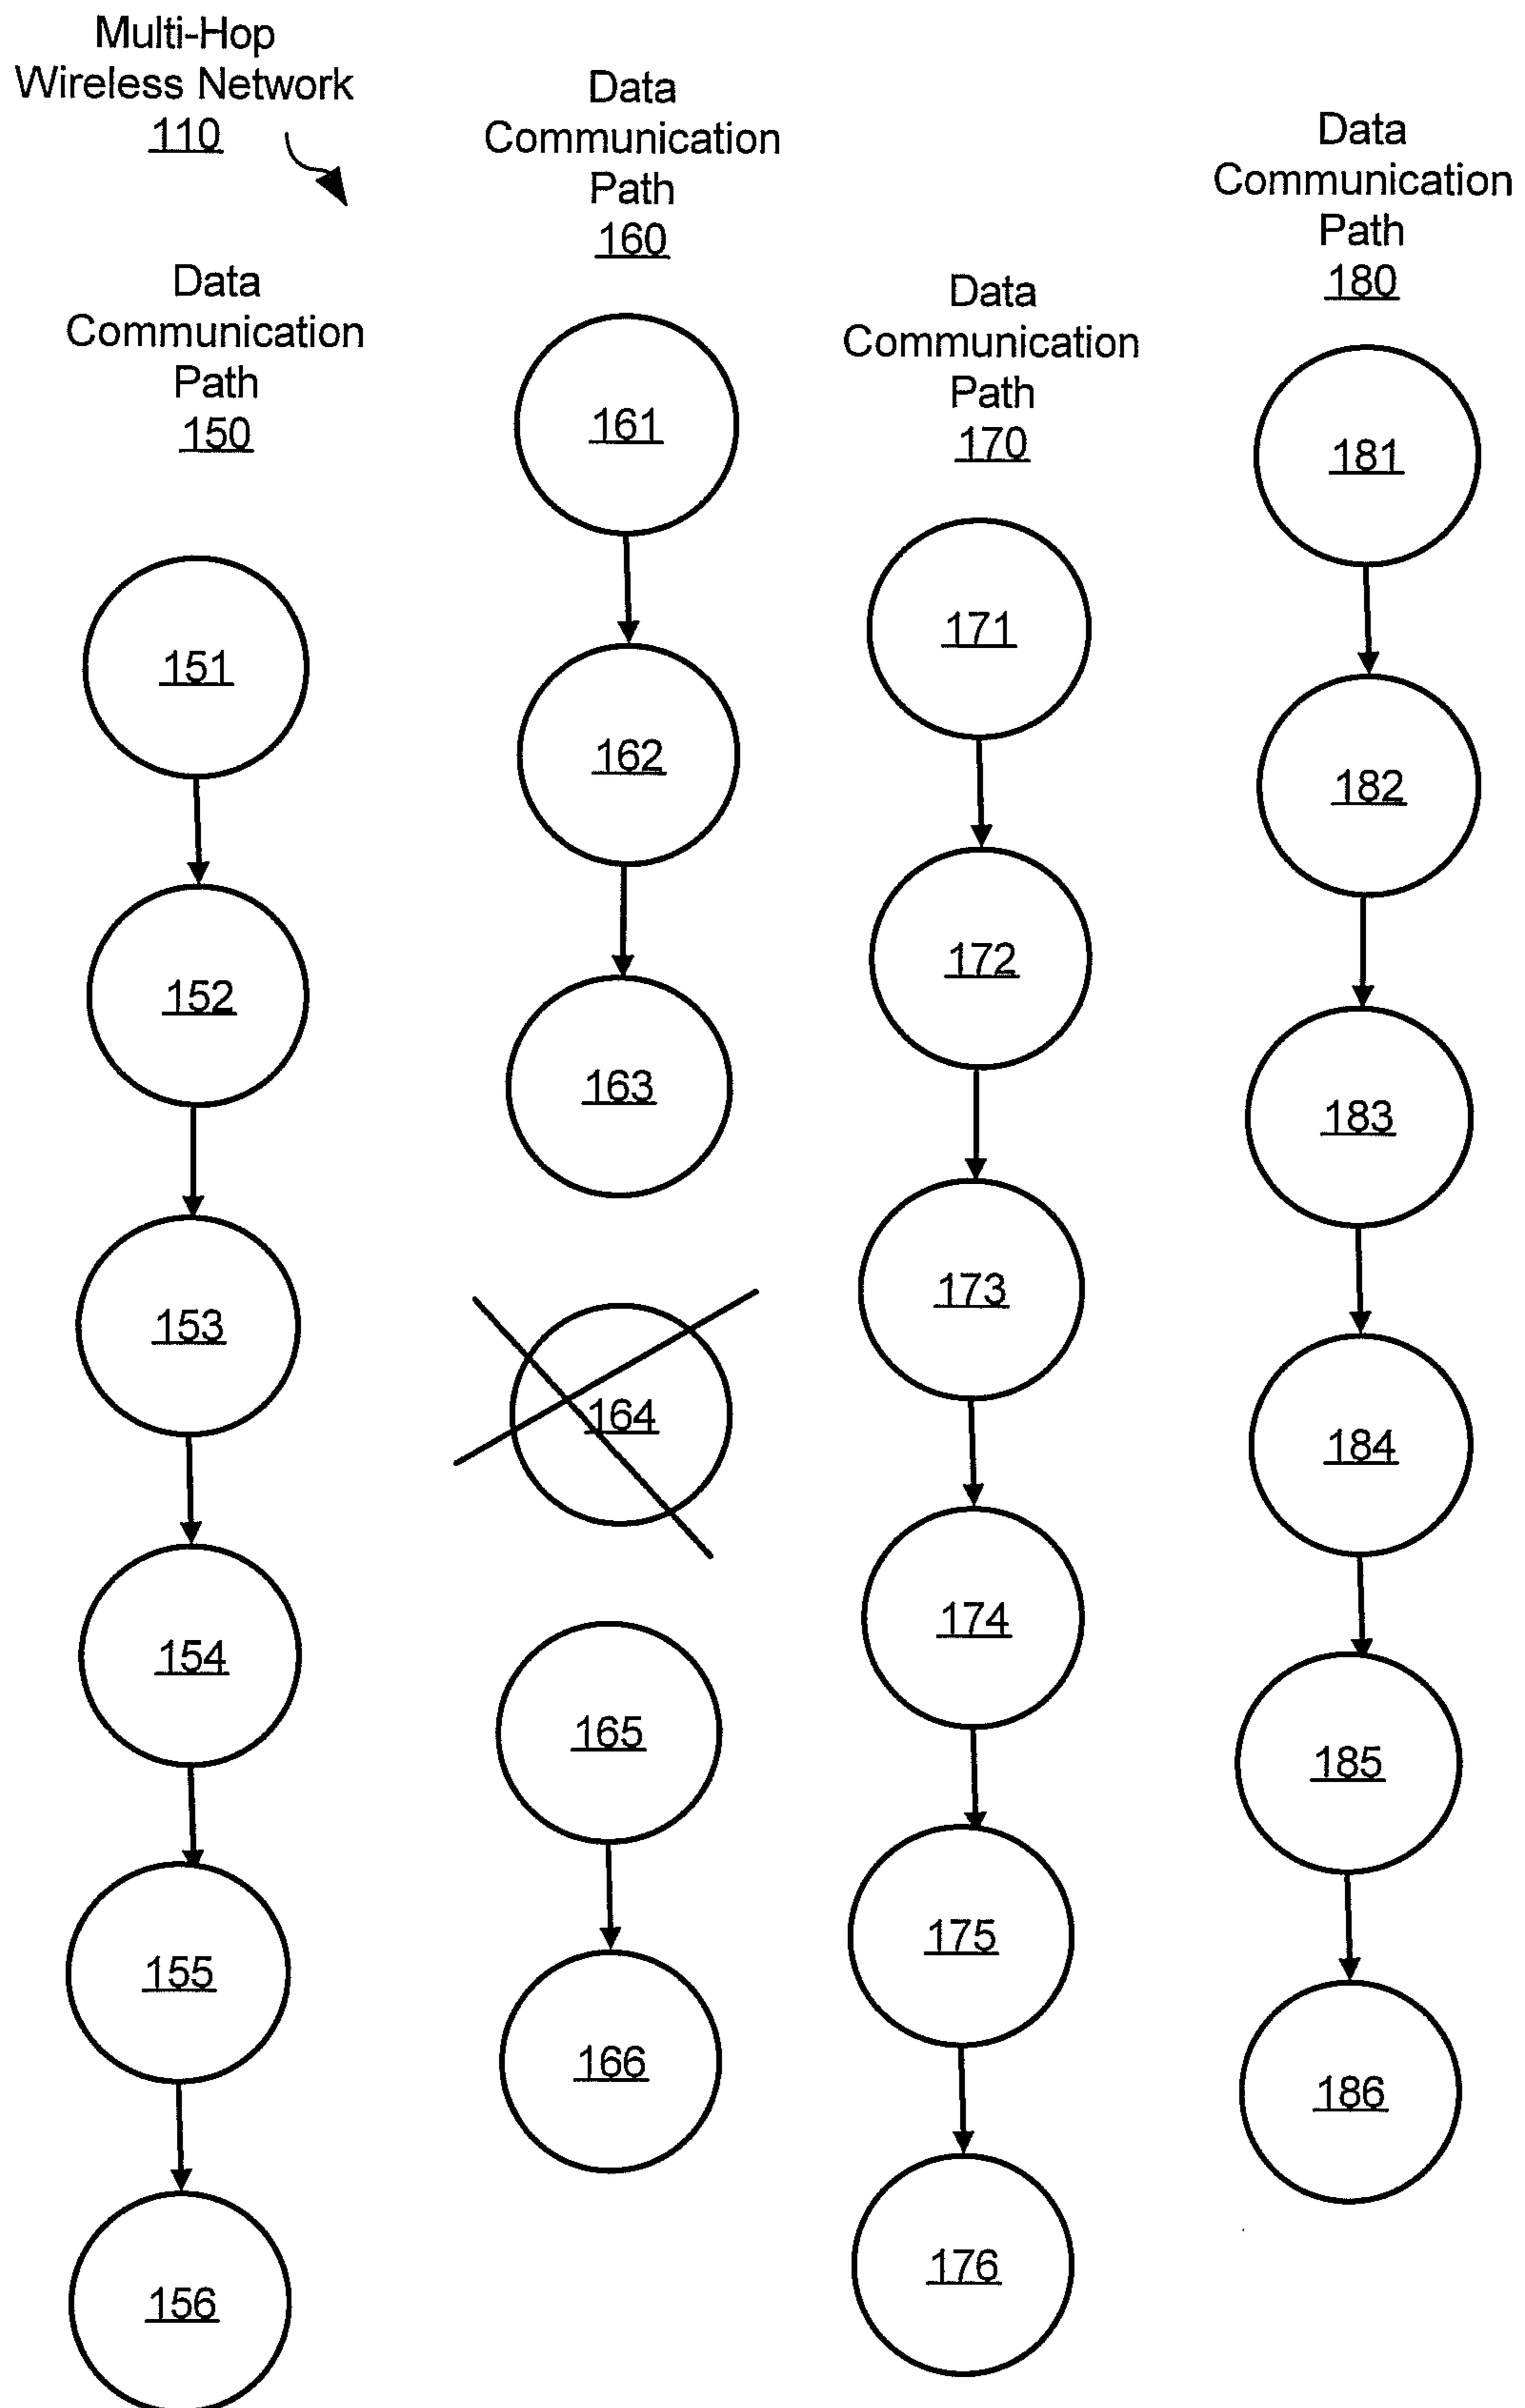 Multi-Hop
Wireless Network
110
Data
Communication
Path
150
151
152
153
154
155
156
Data
Communication
Path
160
161
162
163
164
165
166
Data
Communication
Path
170
171
172
173
174
175
176
Data
Communication
Path
180
181
182
183
184
185
186